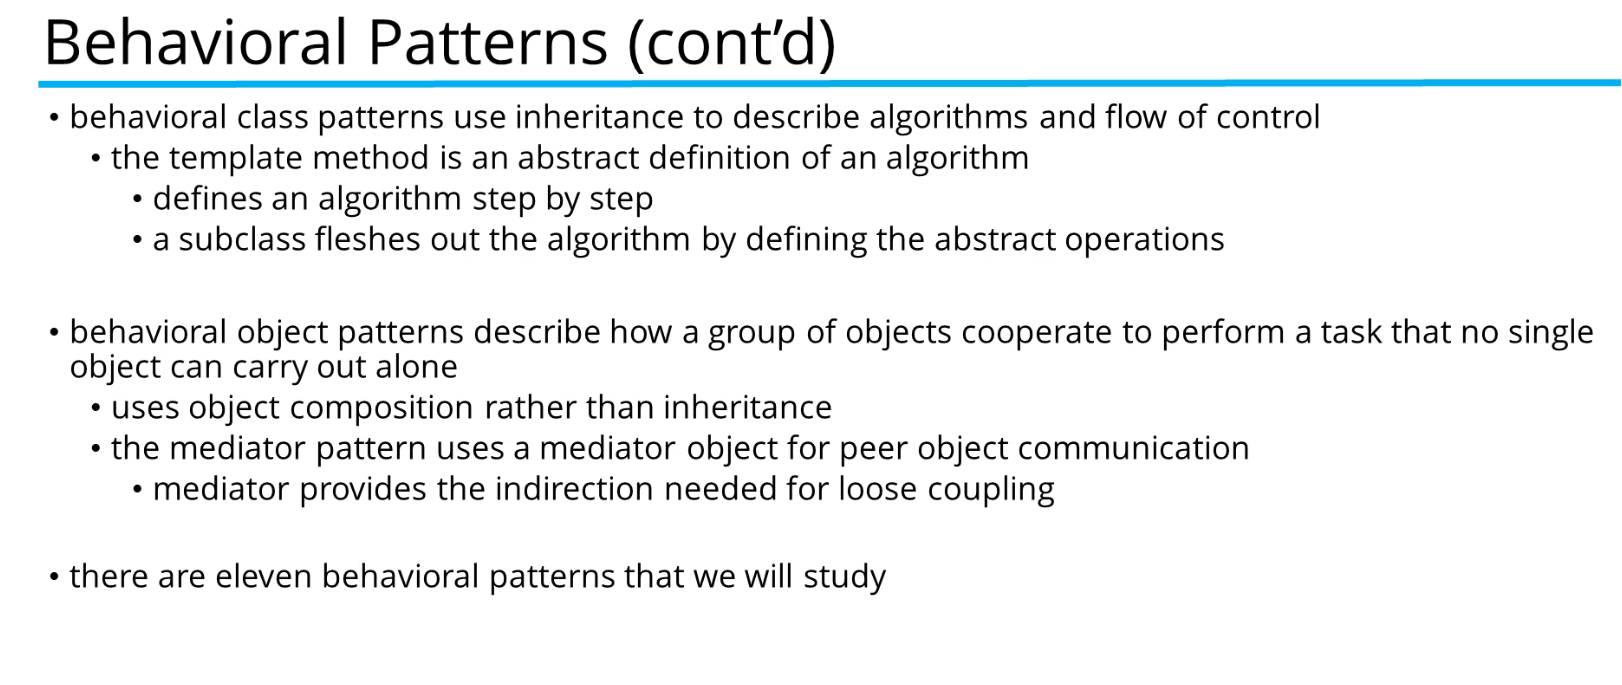 Behavioral Patterns (cont’d)
• behavioral class patterns use inheritance to describe algorithms and flow of control
• the template method is an abstract definition of an algorithm
• defines an algorithm step by step
• a subclass fleshes out the algorithm by defining the abstract operations
• behavioral object patterns describe how a group of objects cooperate to perform a task that no single
object can carry out alone
• uses object composition rather than inheritance
• the mediator pattern uses a mediator object for peer object communication
• mediator provides the indirection needed for loose coupling
• there are eleven behavioral patterns that we will study